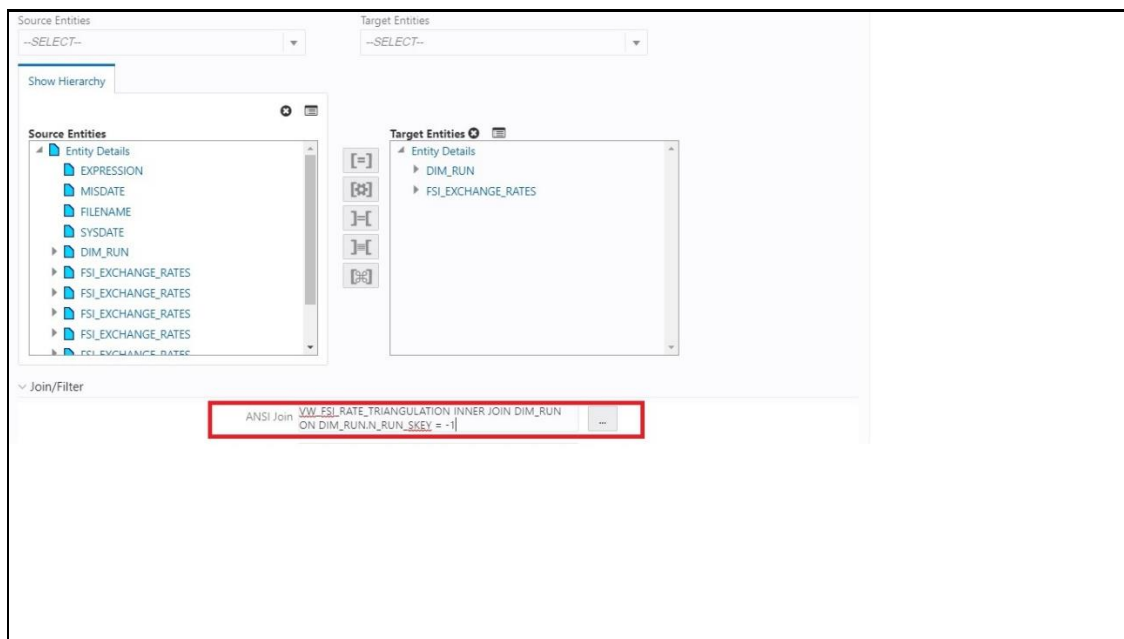 Source Entities
--SELECT--
Target Entities
--SELECT--
Show Hierarchy
Source Entities
Entity Details
EXPRESSION
MISDATE
FILENAME
SYSDATE
DIM_RUN
FSI_EXCHANGE_RATES
FSI_EXCHANGE_RATES
FSI_EXCHANGE_RATES
FSI_EXCHANGE_RATES
FSI_EXCHANGE_RATES
[=]
]=[
]≡[
[⌘]
Target Entities
Entity Details
DIM_RUN
FSI_EXCHANGE_RATES
Join/Filter
ANSI Join VW_FSI_RATE_TRIANGULATION INNER JOIN DIM_RUN
ON DIM_RUN.N_RUN_SKEY = -1
...